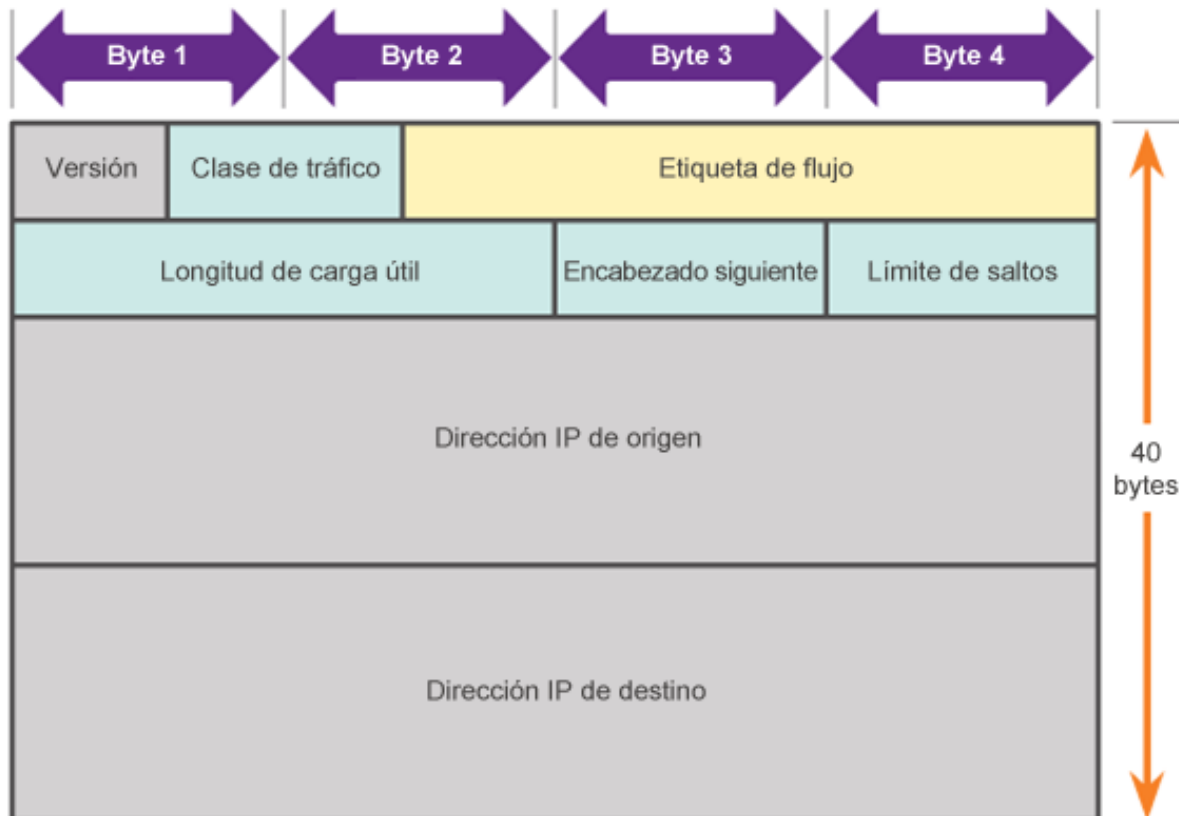 Byte 1 Byte 2 Byte 3 Byte 4
Versión Clase de tráfico Etiqueta de flujo
Longitud de carga útil Encabezado siguiente Límite de saltos
Dirección IP de origen
40
bytes
Dirección IP de destino